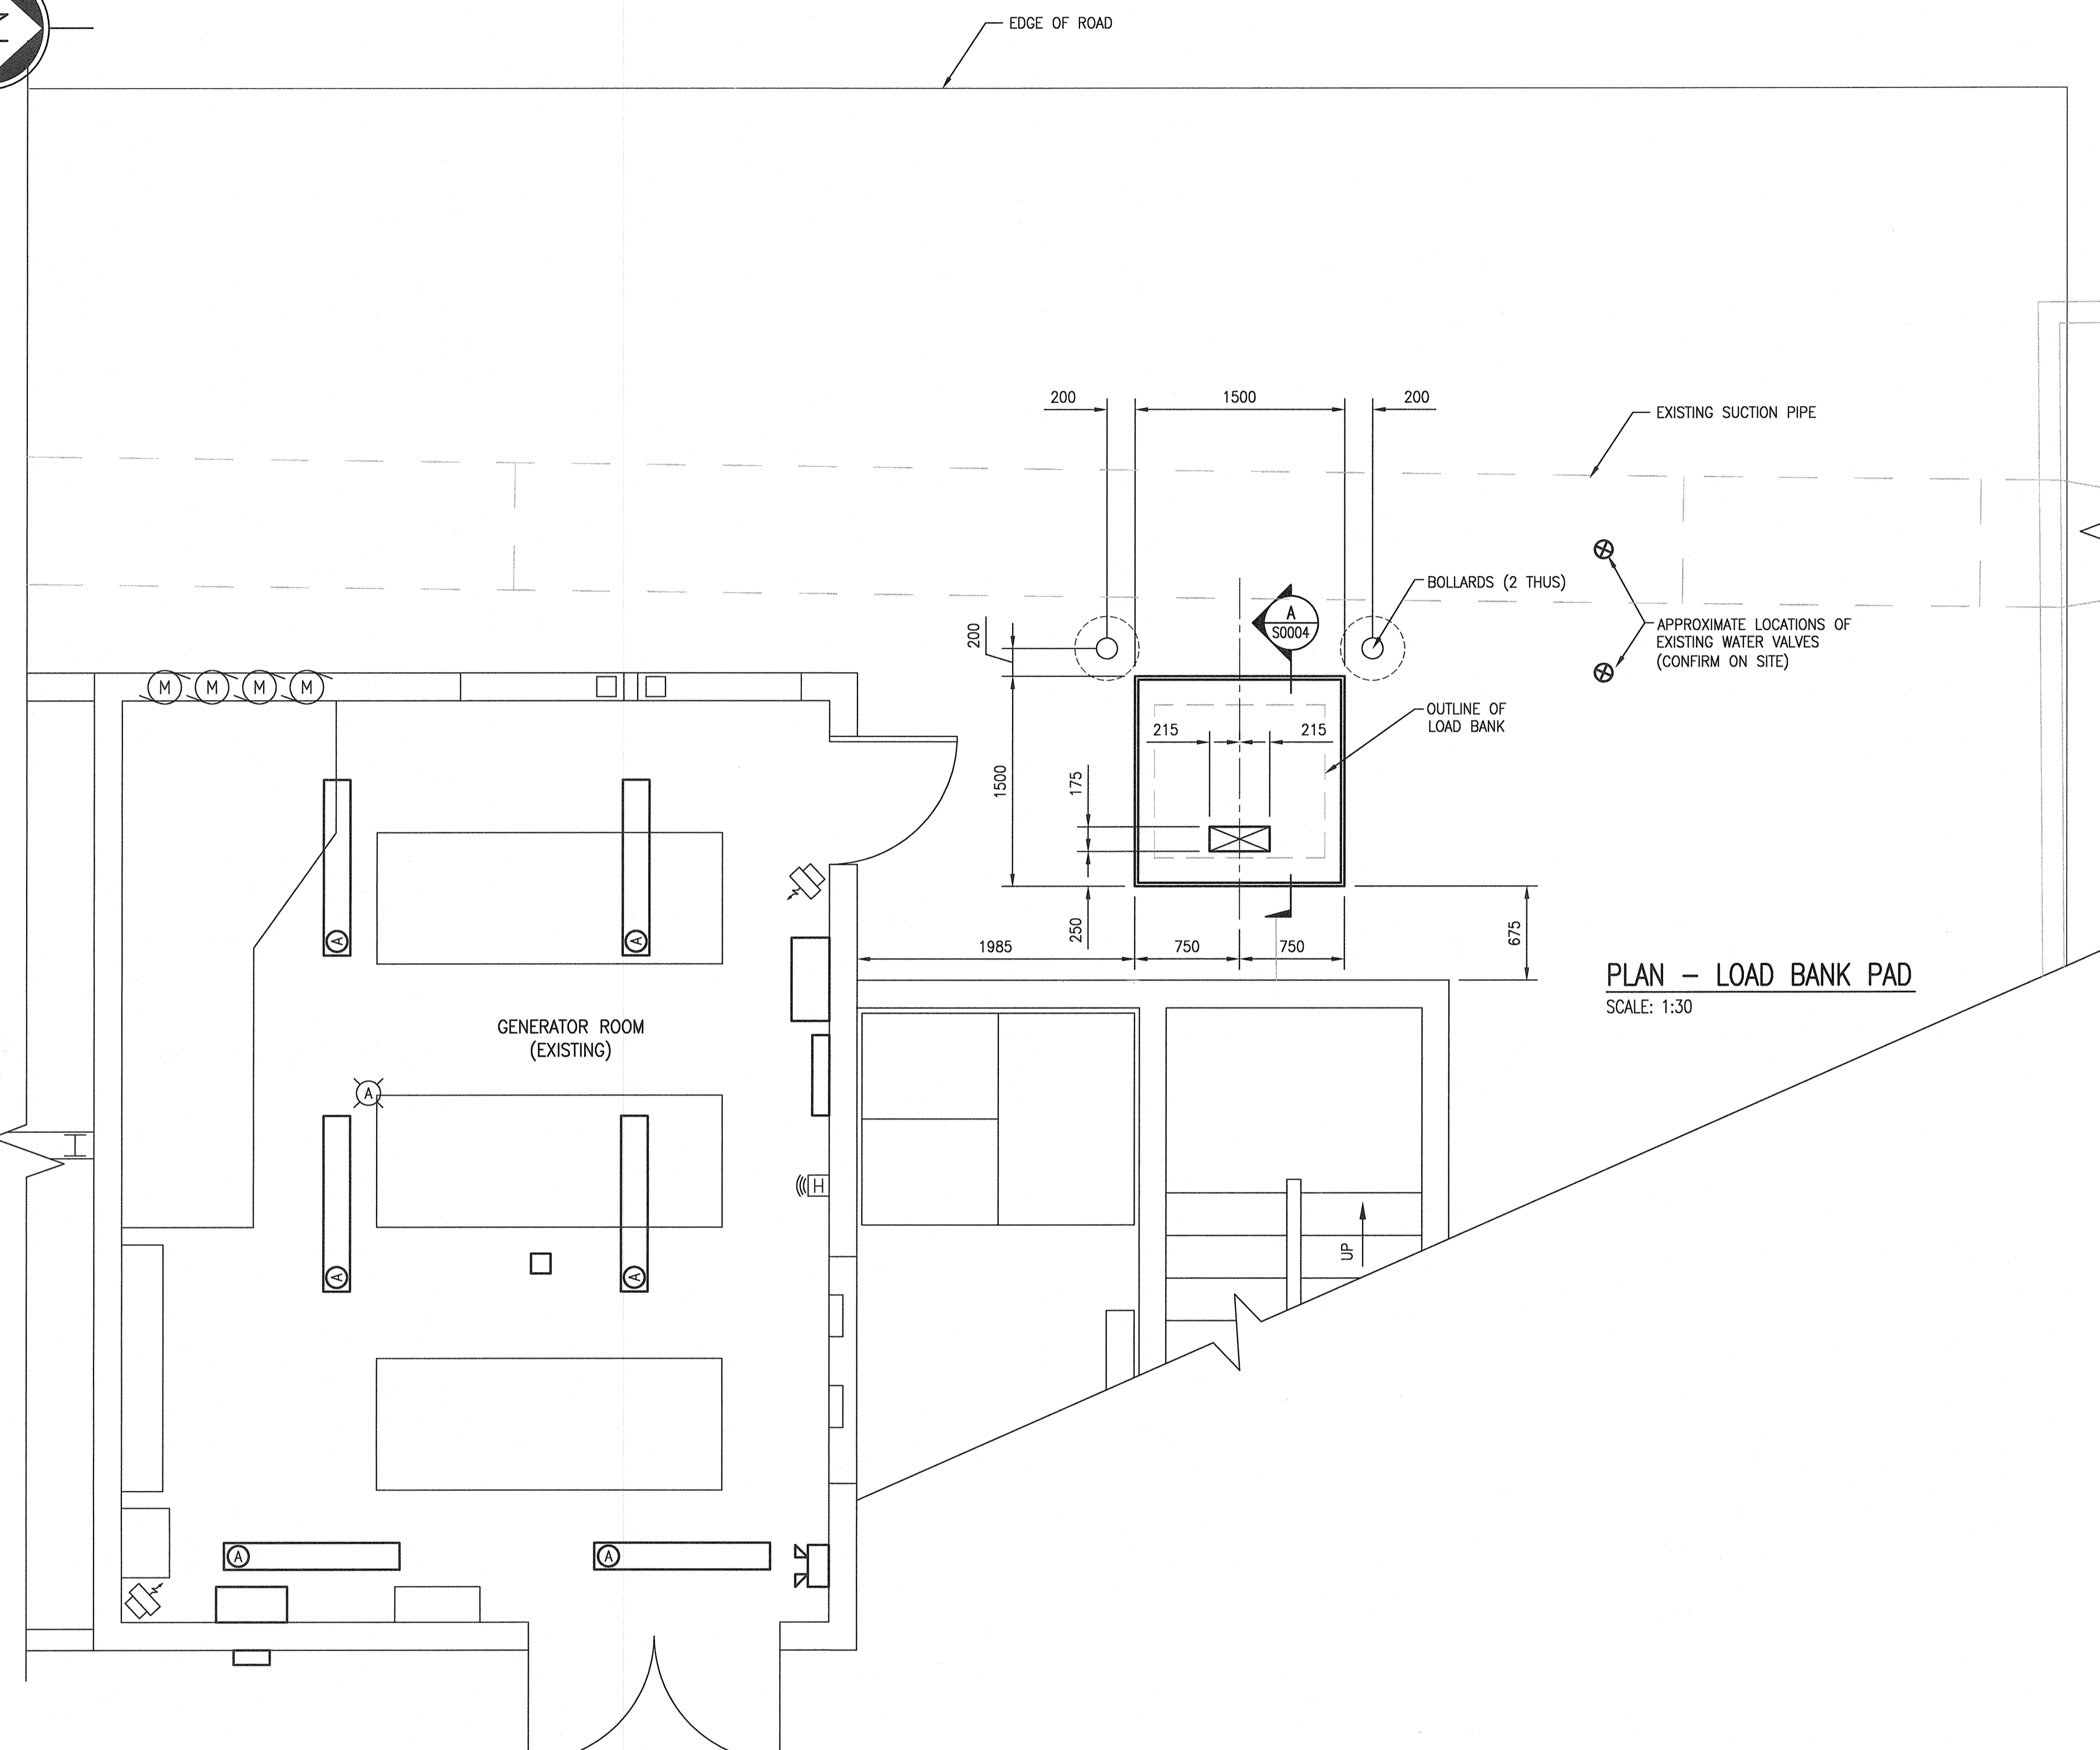 EDGE OF ROAD
200
1500
200
EXISTING SUCTION PIPE
BOLLARDS (2 THUS)
A
S0004
200
APPROXIMATE LOCATIONS OF
EXISTING WATER VALVES
(CONFIRM ON SITE)
M M M M
OUTLINE OF
LOAD BANK
215
215
1500
175
A
A
250
1985
750
750
675
PLAN - LOAD BANK PAD
SCALE: 1:30
GENERATOR ROOM
(EXISTING)
A
H
UP
A
A
A
A